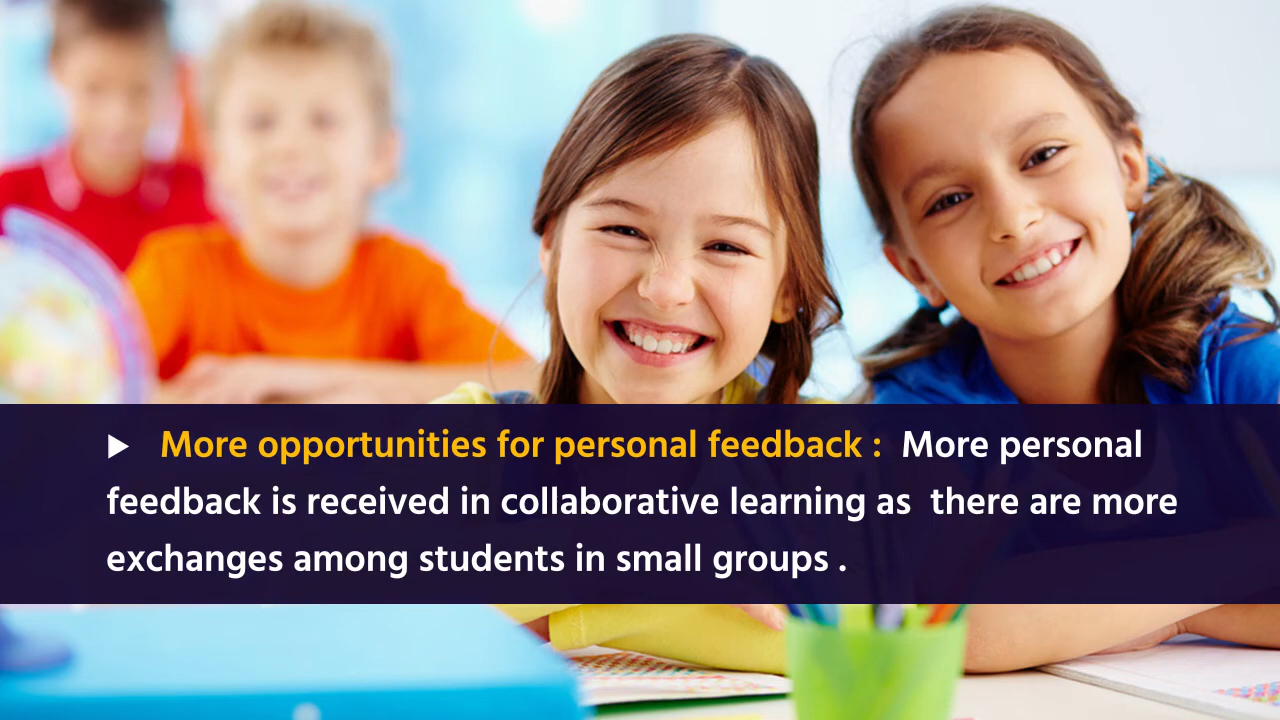 ▶ More opportunities for personal feedback : More personal
feedback is received in collaborative learning as there are more
exchanges among students in small groups .